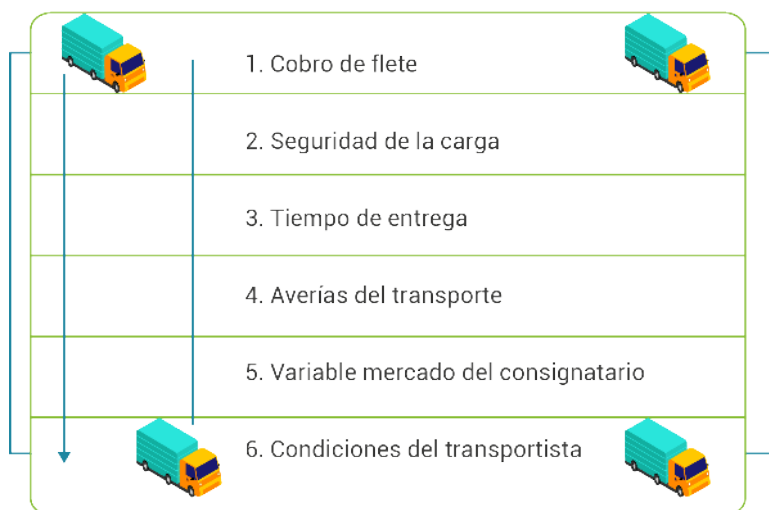 1. Cobro de flete
2. Seguridad de la carga
3. Tiempo de entrega
4. Averías del transporte
5. Variable mercado del consignatario
6. Condiciones del transportista